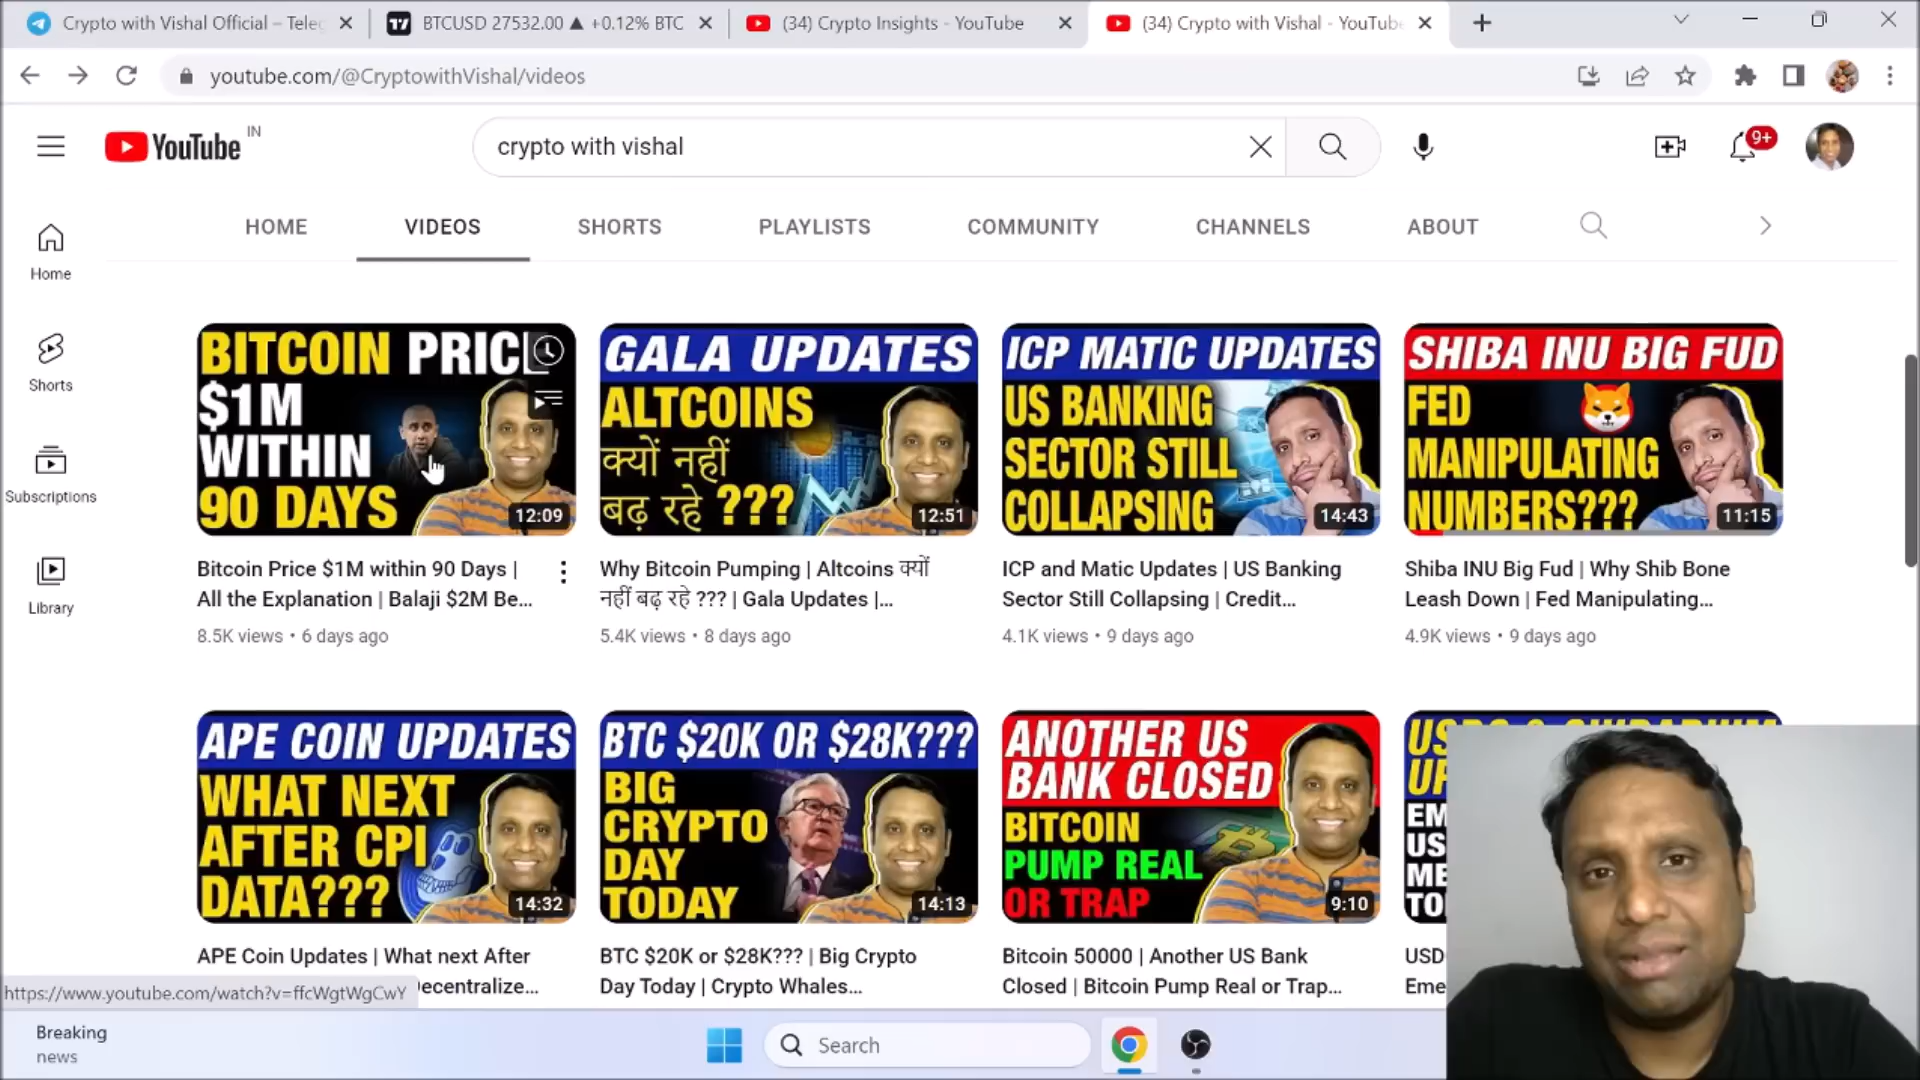 Crypto with Vishal Official – Teleg
BTCUSD 27532.00 ▲ +0.12% BTC
(34) Crypto Insights - YouTube
(34) Crypto with Vishal - YouTube
youtube.com/@CryptowithVishal/videos
YouTube IN
crypto with vishal
9+
HOME
VIDEOS
SHORTS
PLAYLISTS
COMMUNITY
CHANNELS
ABOUT
Home
Shorts
Subscriptions
Library
BITCOIN PRICE
$1M
WITHIN
90 DAYS
12:09
GALA UPDATES
ALTCOINS
क्यों नहीं
बढ़ रहे ???
12:51
ICP MATIC UPDATES
US BANKING
SECTOR STILL
COLLAPSING
14:43
SHIBA INU BIG FUD
FED
MANIPULATING
NUMBERS???
11:15
Bitcoin Price $1M within 90 Days |
All the Explanation | Balaji $2M Be...
8.5K views • 6 days ago
Why Bitcoin Pumping | Altcoins क्यों
नहीं बढ़ रहे ??? | Gala Updates |...
5.4K views • 8 days ago
ICP and Matic Updates | US Banking
Sector Still Collapsing | Credit...
4.1K views • 9 days ago
Shiba INU Big Fud | Why Shib Bone
Leash Down | Fed Manipulating...
4.9K views • 9 days ago
APE COIN UPDATES
WHAT NEXT
AFTER CPI
DATA???
14:32
BTC $20K OR $28K???
BIG
CRYPTO
DAY
TODAY
14:13
ANOTHER US
BANK CLOSED
BITCOIN
PUMP REAL
OR TRAP
9:10
APE Coin Updates | What next After
ecentralize...
BTC $20K or $28K??? | Big Crypto
Day Today | Crypto Whales...
Bitcoin 50000 | Another US Bank
Closed | Bitcoin Pump Real or Trap...
USD
Eme
https://www.youtube.com/watch?v=ffcWgtWgCwY
Breaking
news
Search